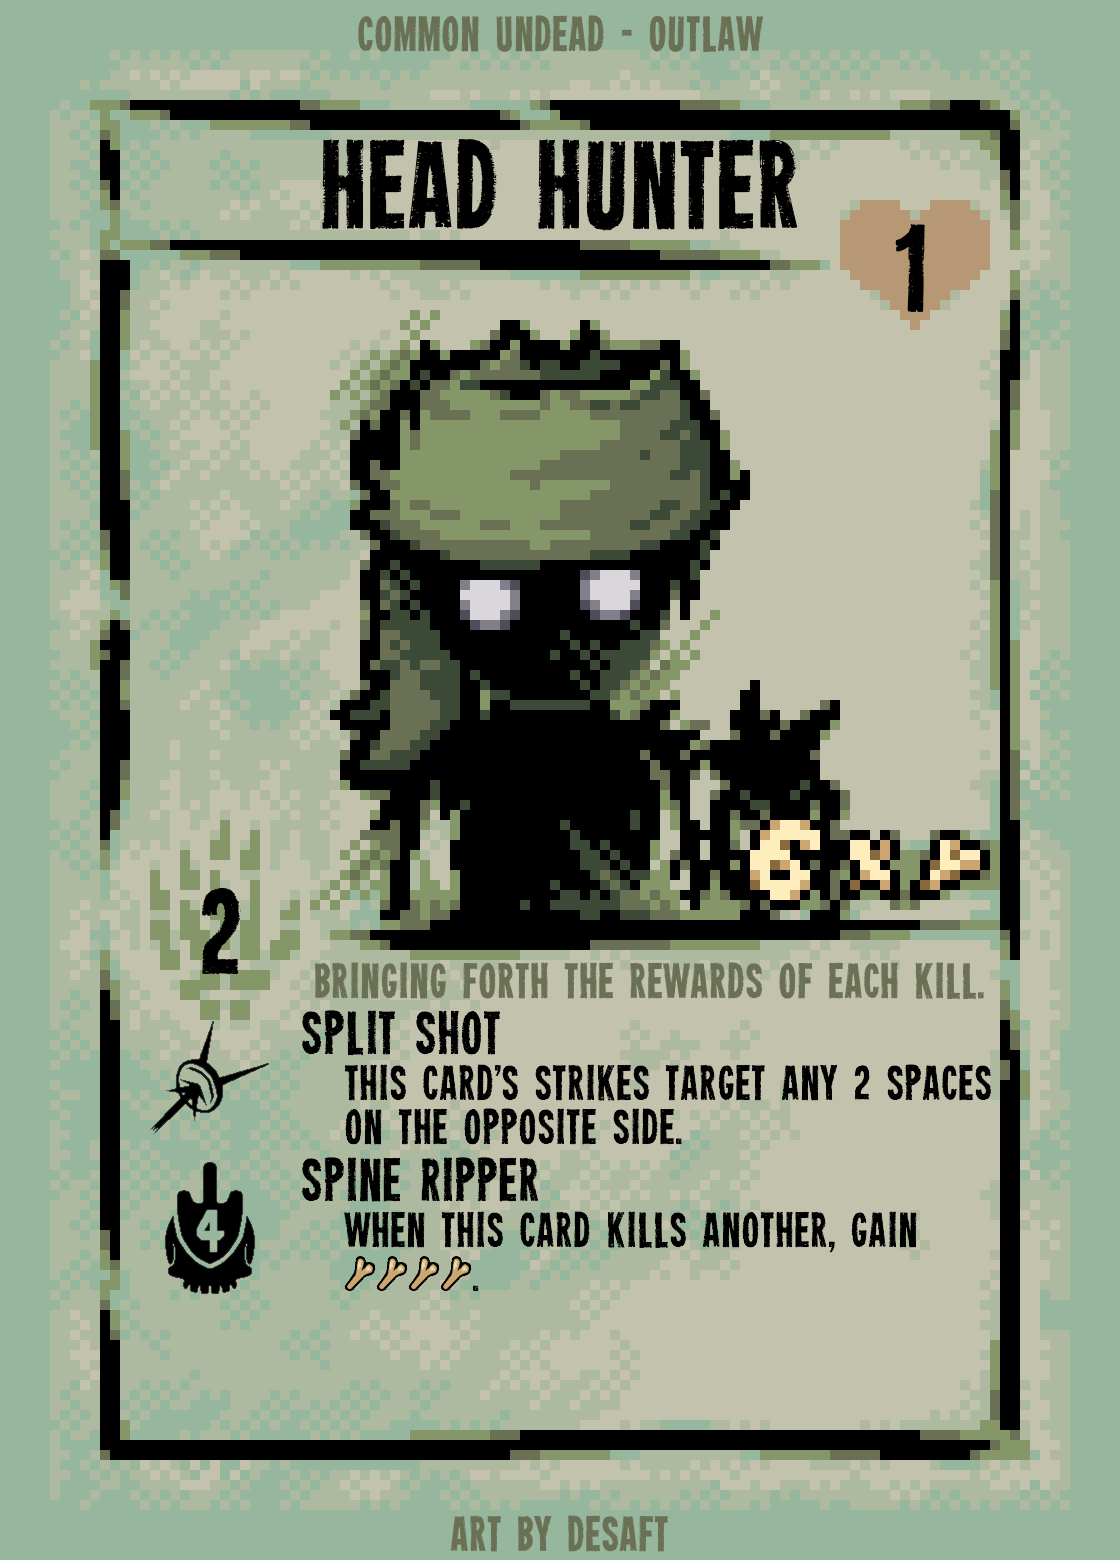 COMMON UNDEAD - OUTLAW
HEAD HUNTER
1
6 X
2
BRINGING FORTH THE REWARDS OF EACH KILL.
SPLIT SHOT
THIS CARD'S STRIKES TARGET ANY 2 SPACES
ON THE OPPOSITE SIDE.
SPINE RIPPER
4
WHEN THIS CARD KILLS ANOTHER, GAIN
.
ART BY DESAFT